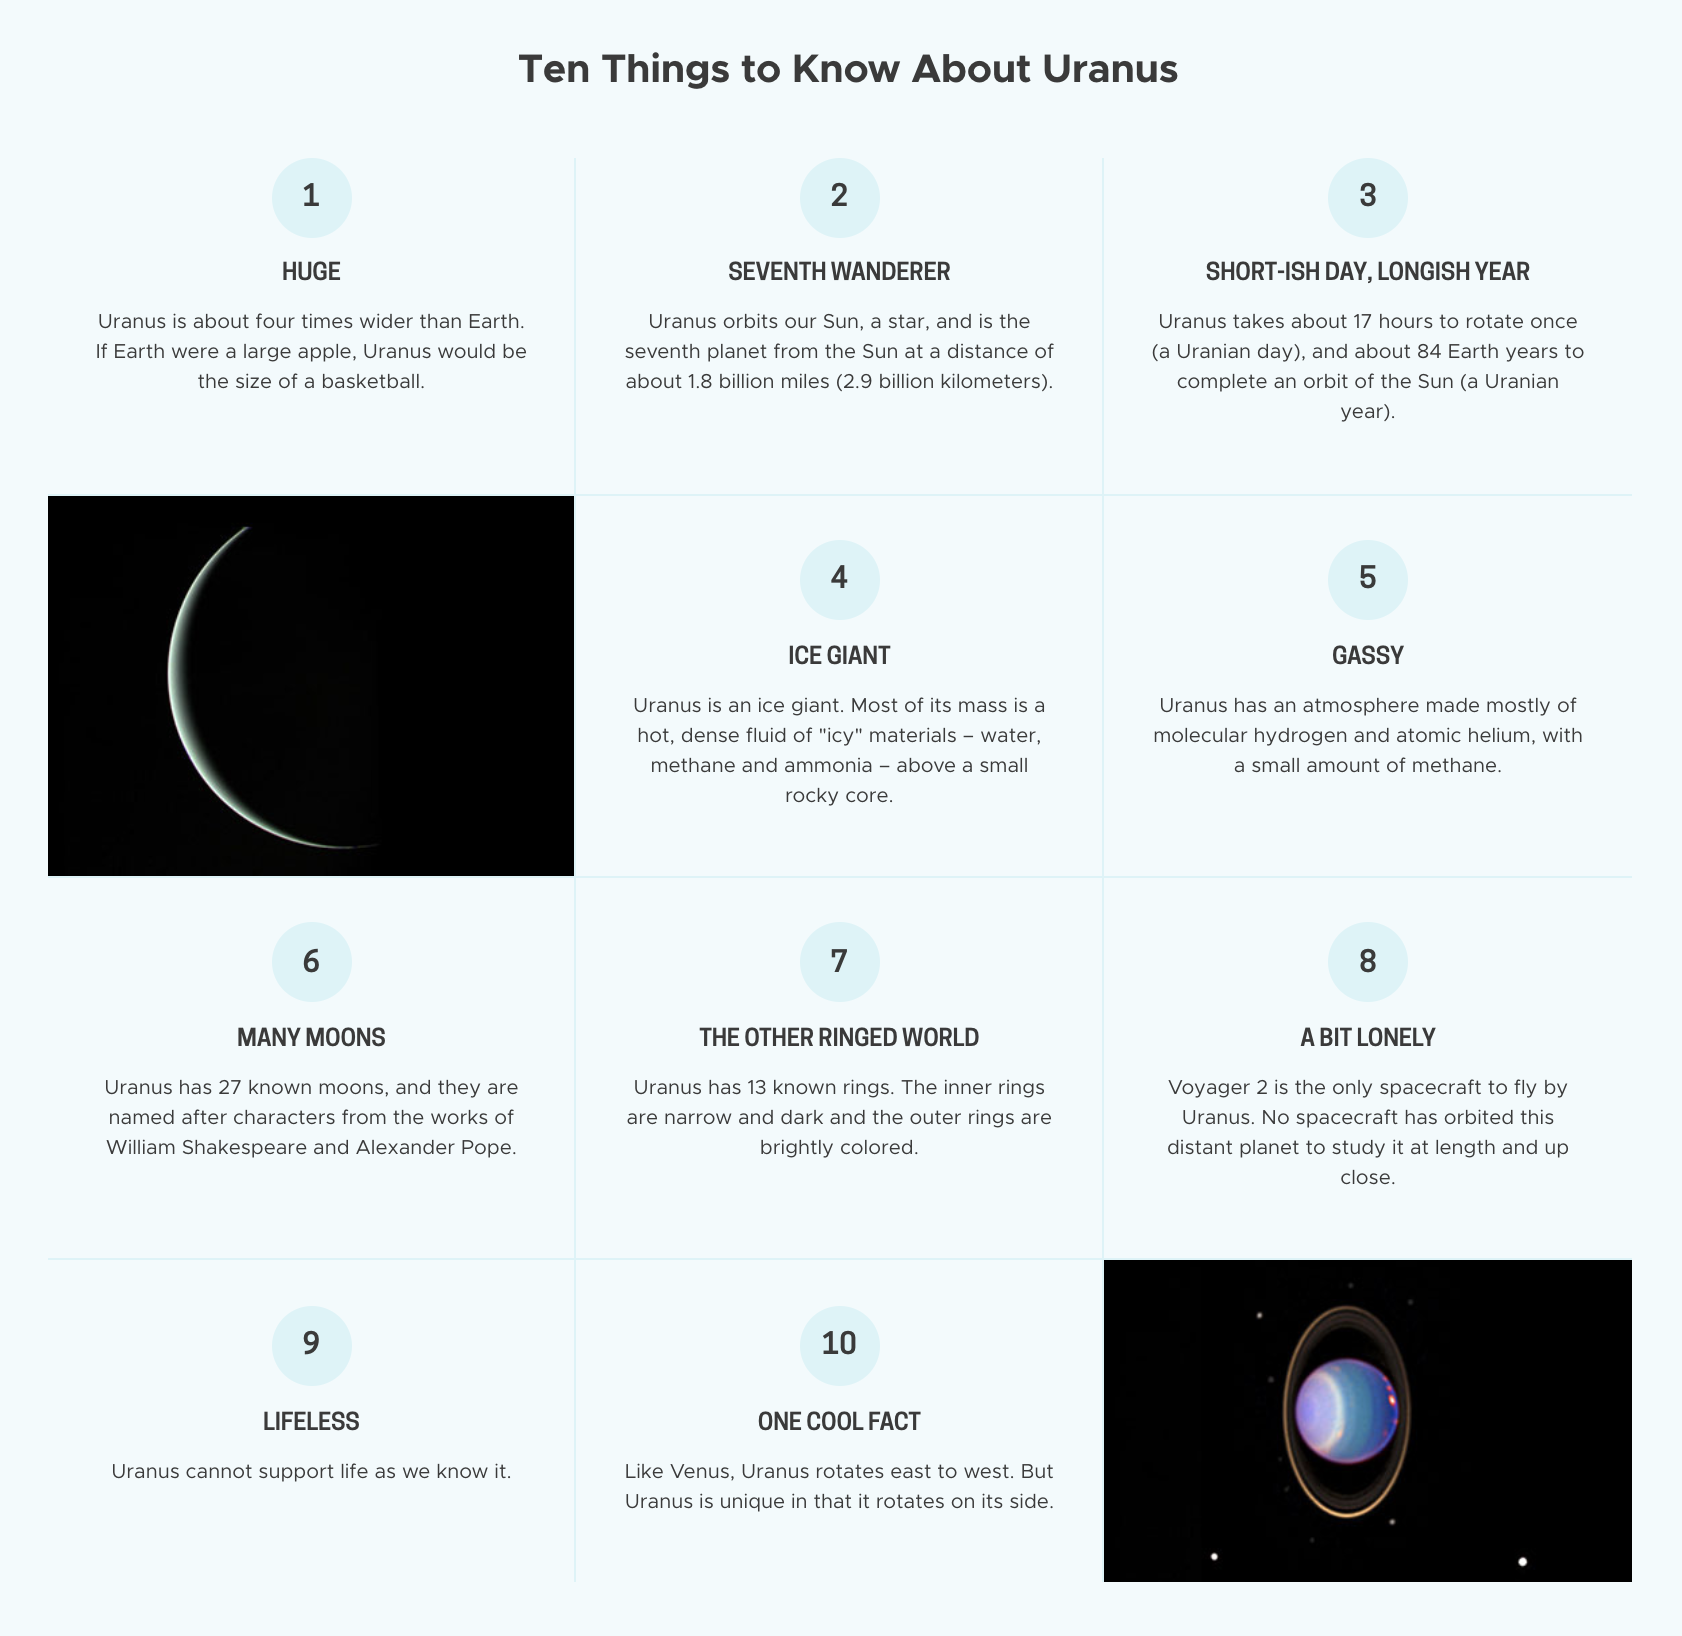 Ten Things to Know About Uranus
1
HUGE
Uranus is about four times wider than Earth.
If Earth were a large apple, Uranus would be
the size of a basketball.
2
SEVENTH WANDERER
Uranus orbits our Sun, a star, and is the
seventh planet from the Sun at a distance of
about 1.8 billion miles (2.9 billion kilometers).
3
SHORT-ISH DAY, LONGISH YEAR
Uranus takes about 17 hours to rotate once
(a Uranian day), and about 84 Earth years to
complete an orbit of the Sun (a Uranian
year).
4
ICE GIANT
Uranus is an ice giant. Most of its mass is a
hot, dense fluid of "icy" materials – water,
methane and ammonia – above a small
rocky core.
5
GASSY
Uranus has an atmosphere made mostly of
molecular hydrogen and atomic helium, with
a small amount of methane.
6
MANY MOONS
Uranus has 27 known moons, and they are
named after characters from the works of
William Shakespeare and Alexander Pope.
7
THE OTHER RINGED WORLD
Uranus has 13 known rings. The inner rings
are narrow and dark and the outer rings are
brightly colored.
8
A BIT LONELY
Voyager 2 is the only spacecraft to fly by
Uranus. No spacecraft has orbited this
distant planet to study it at length and up
close.
9
LIFELESS
Uranus cannot support life as we know it.
10
ONE COOL FACT
Like Venus, Uranus rotates east to west. But
Uranus is unique in that it rotates on its side.